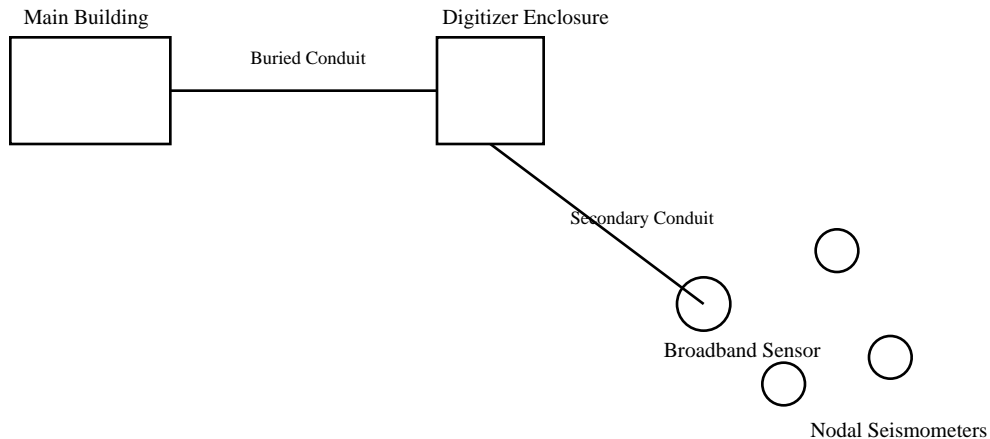 Main Building
Digitizer Enclosure
Buried Conduit
Secondary Conduit
Broadband Sensor
Nodal Seismometers